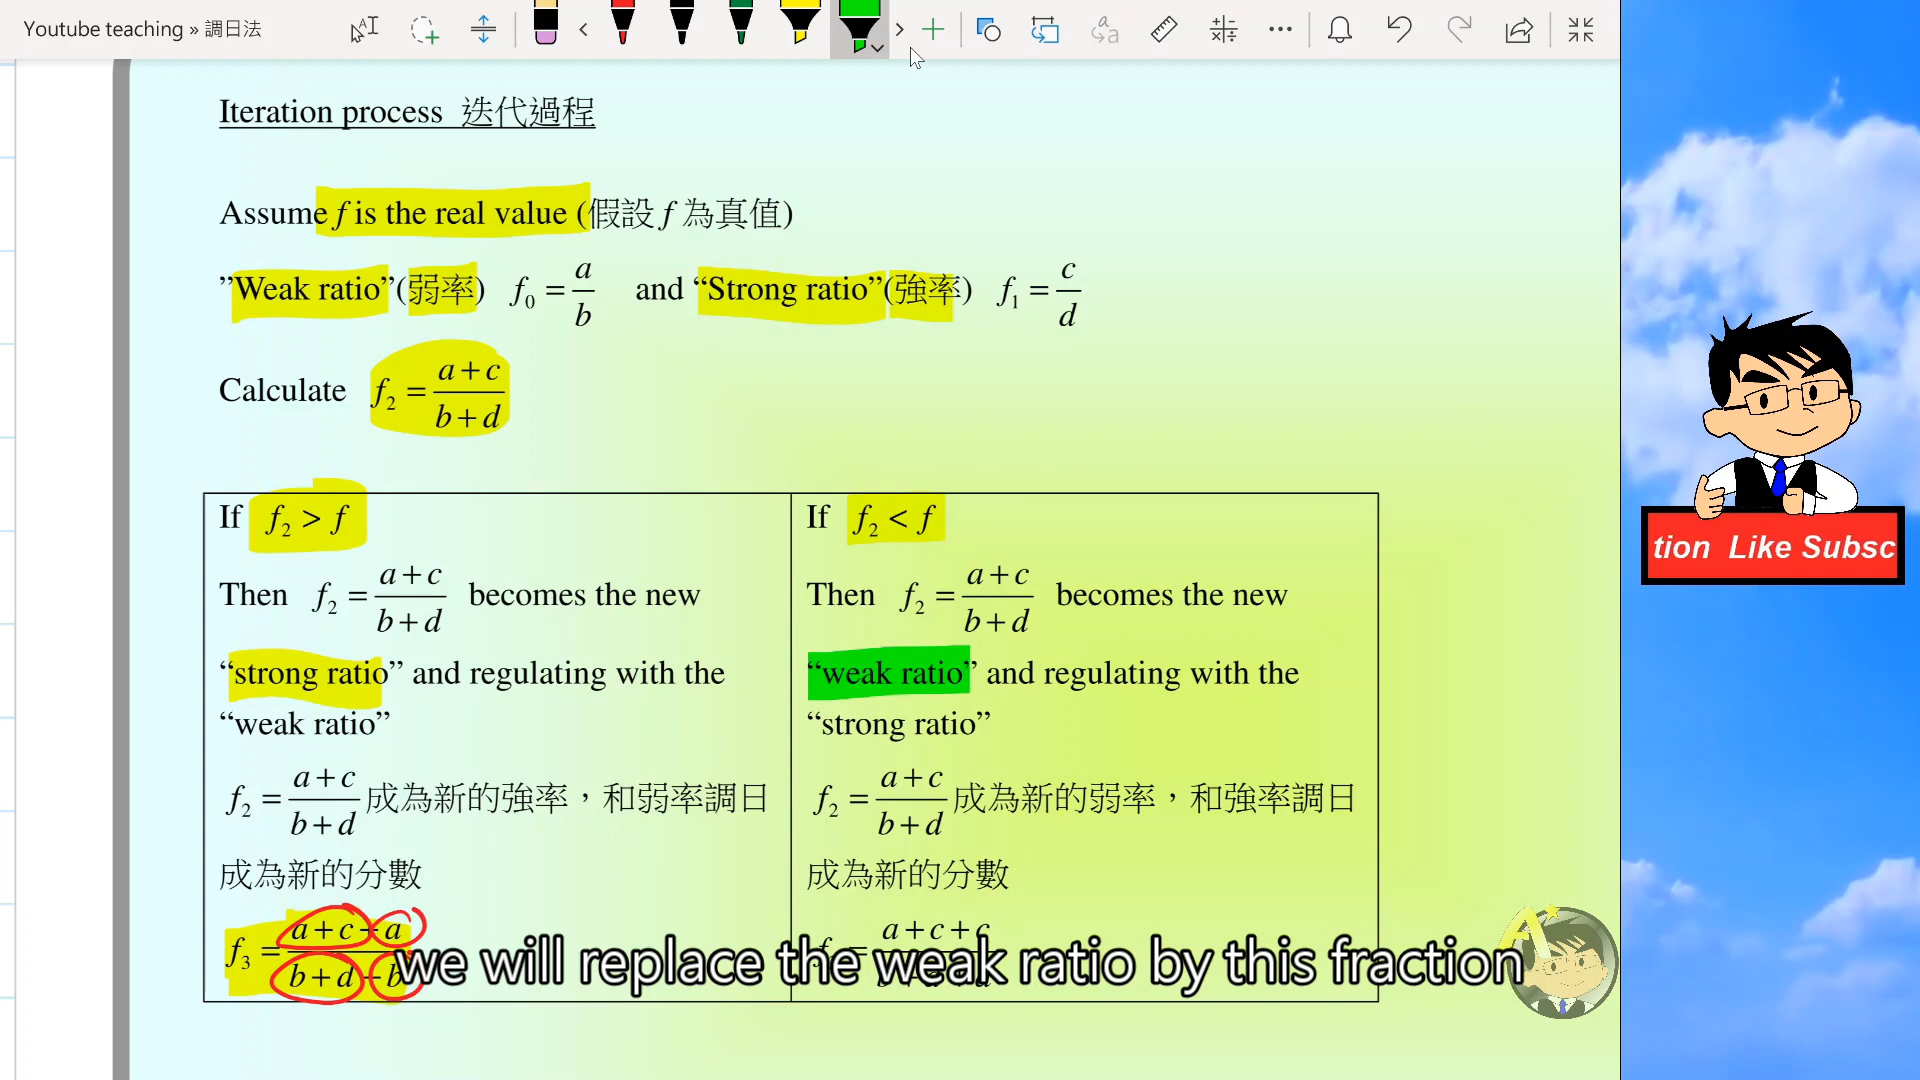 Youtube teaching » 調日法
Iteration process 迭代過程
Assume f is the real value (假設 f 為真值)
”Weak ratio”(弱率) f₀ = a/b and “Strong ratio”(強率) f₁ = c/d
Calculate f₂ = (a+c)/(b+d)
If f₂ > f
Then f₂ = (a+c)/(b+d) becomes the new
“strong ratio” and regulating with the
“weak ratio”
f₂ = (a+c)/(b+d) 成為新的強率，和弱率調日
成為新的分數
f₃ = (a+c+a)/(b+d+b)
If f₂ < f
Then f₂ = (a+c)/(b+d) becomes the new
“weak ratio” and regulating with the
“strong ratio”
f₂ = (a+c)/(b+d) 成為新的弱率，和強率調日
成為新的分數
a+c+c
we will replace the weak ratio by this fraction
tion Like Subsc